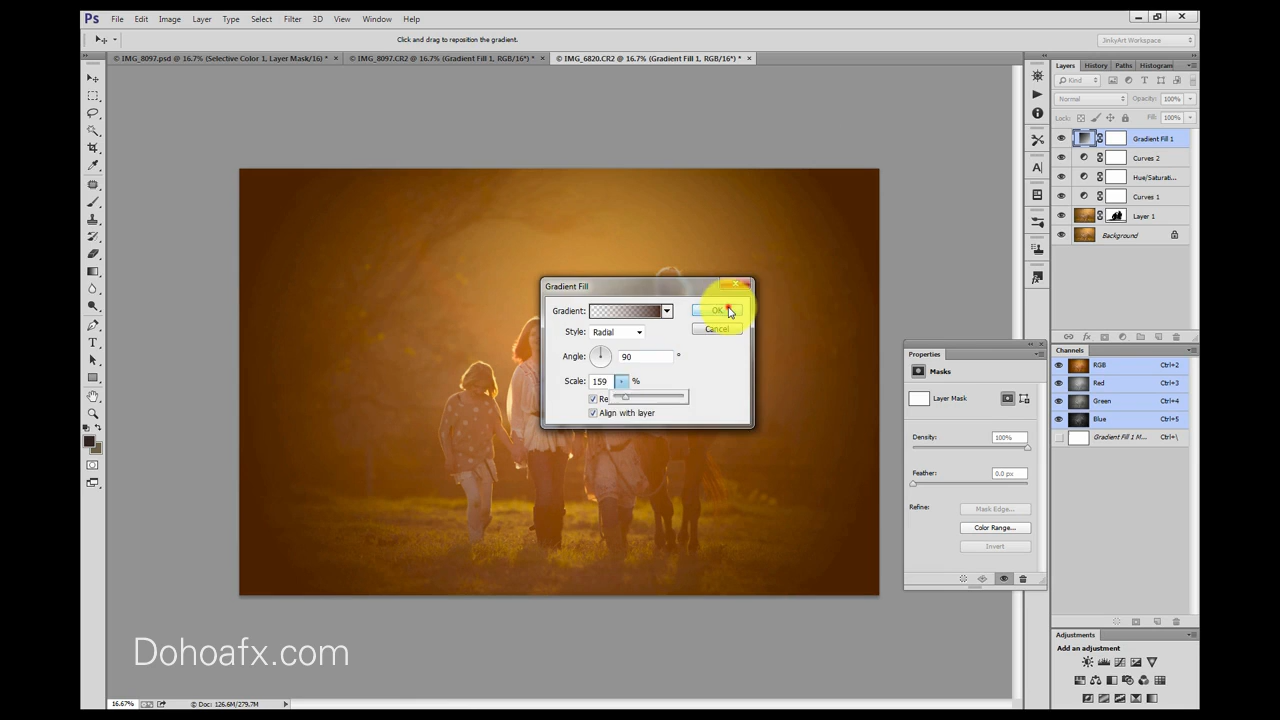 Ps File Edit Image Layer Type Select Filter 3D View Window Help
Click and drag to reposition the gradient.
JinkyArt Workspace
© IMG_8097.psd @ 16.7% (Selective Color 1, Layer Mask/16) * ×
© IMG_8097.CR2 @ 16.7% (Gradient Fill 1, RGB/16*) * ×
© IMG_6820.CR2 @ 16.7% (Gradient Fill 1, RGB/16*) * ×
Layers History Paths Histogram
Kind
Normal Opacity: 100%
Lock: Fill: 100%
Gradient Fill 1
Curves 2
Hue/Saturati...
Curves 1
Layer 1
Background
Gradient Fill
Gradient: OK
Style: Radial Cancel
Angle: 90 °
Scale: 159 %
Re
Align with layer
Properties
Masks
Layer Mask
Density: 100%
Feather: 0.0 px
Refine: Mask Edge...
Color Range...
Invert
Channels
RGB Ctrl+2
Red Ctrl+3
Green Ctrl+4
Blue Ctrl+5
Gradient Fill 1 M... Ctrl+\
Adjustments
Add an adjustment
Dohoafx.com
16.67% Doc: 126.6M/279.7M